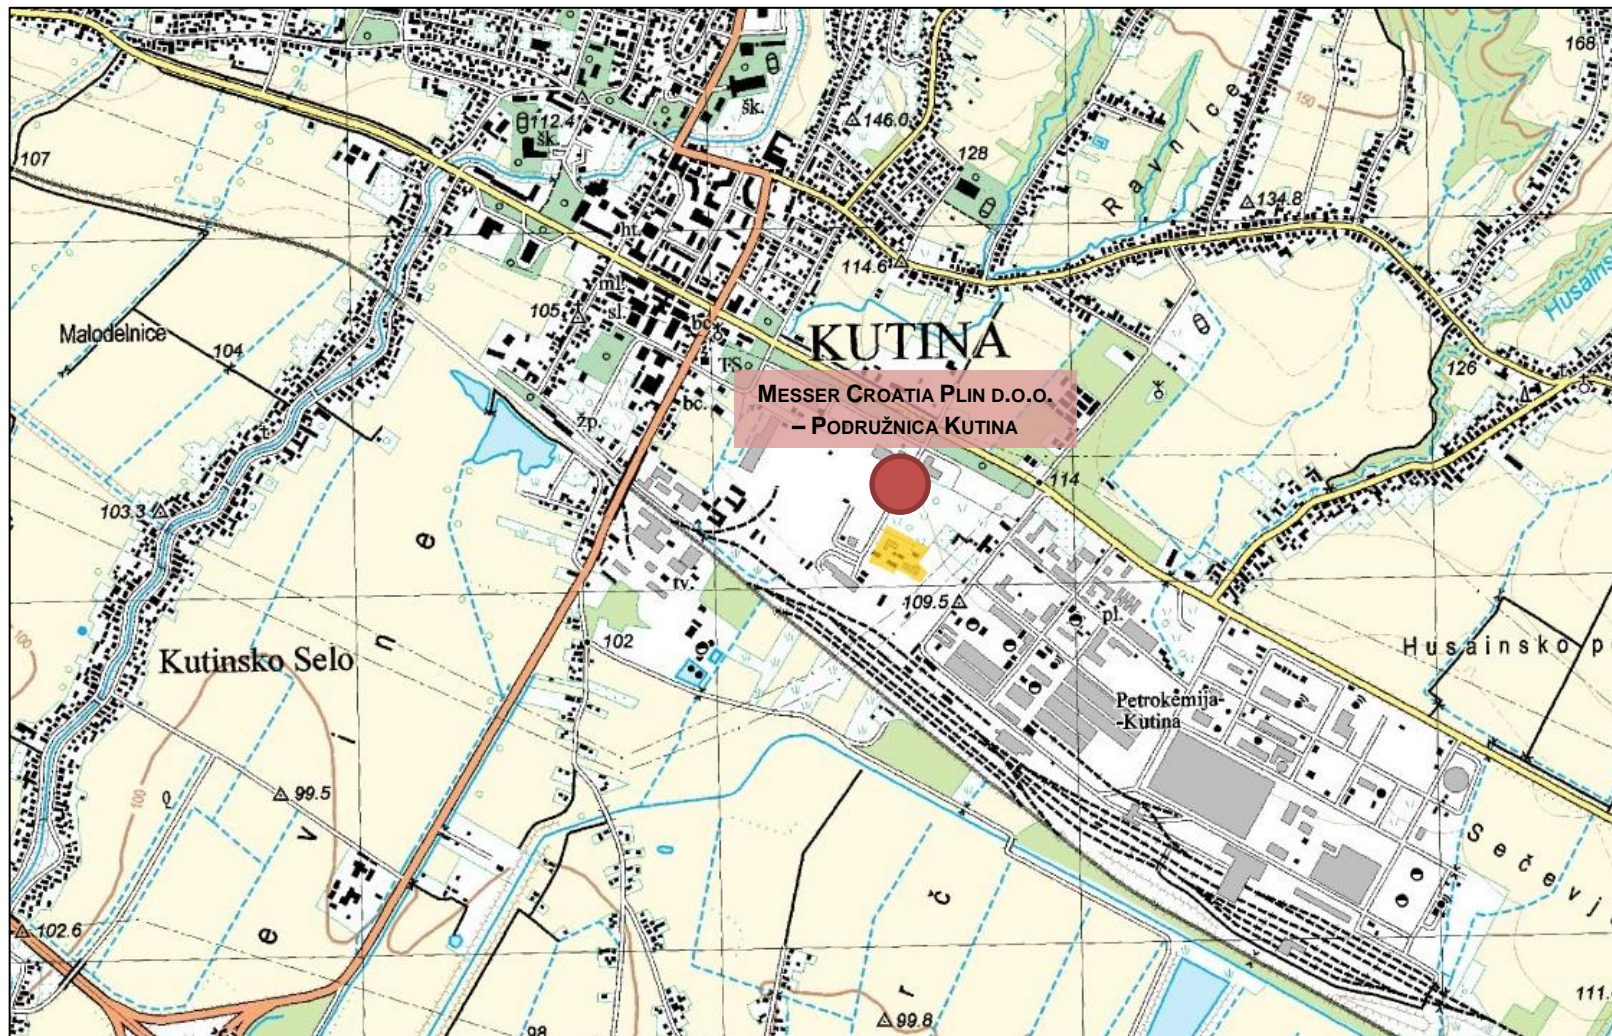 168
150
šk.
146.0
112.4
šk.
107
128
Ravnice
134.8
ht.
114.6
Husains
ml.
105
sl.
bc.
Malodelnice
104
KUTINA
TS
126
MESSER CROATIA PLIN D.O.O.
– PODRUŽNICA KUTINA
bc.
žp.
114
103.3
e
tv.
109.5
pl.
100
102
n
Husainsko p
Kutinsko Selo
Petrokemija-
-Kutina
i
100
99.5
v
Sečevj
e
č
102.6
r
111.
99.8
98